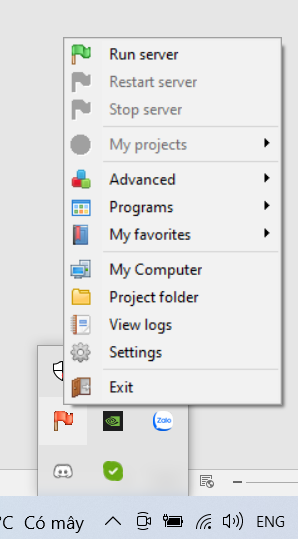 Run server
Restart server
Stop server
My projects
Advanced
Programs
My favorites
My Computer
Project folder
View logs
Settings
Exit
Zalo
°C Có mây
ENG